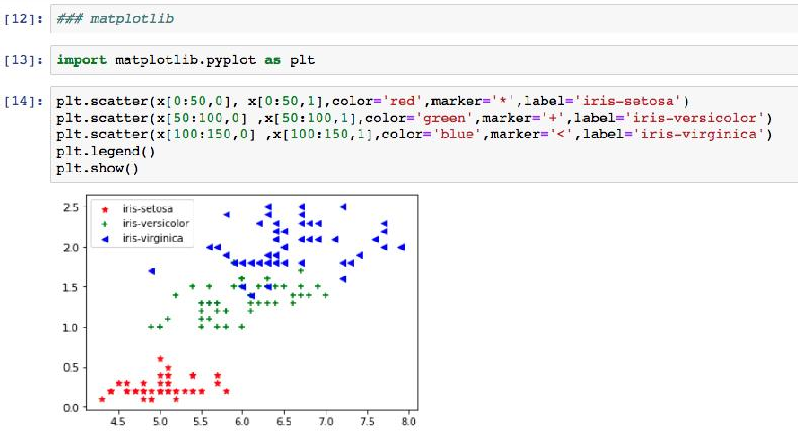 [12]: ### matplotlib
[13]: import matplotlib.pyplot as plt
[14]: plt.scatter(x[0:50,0], x[0:50,1],color='red',marker='*',label='iris-setosa')
plt.scatter(x[50:100,0] ,x[50:100,1],color='green',marker='+',label='iris-versicolor')
plt.scatter(x[100:150,0] ,x[100:150,1],color='blue',marker='<',label='iris-virginica')
plt.legend()
plt.show()
iris-setosa
iris-versicolor
iris-virginica
2.5
2.0
1.5
1.0
0.5
0.0
4.5 5.0 5.5 6.0 6.5 7.0 7.5 8.0